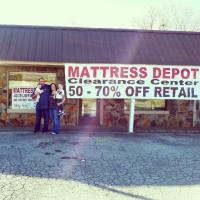 MATTRESS DEPOT
Clearance Center
50 - 70% OFF RETAIL
MATTRESS